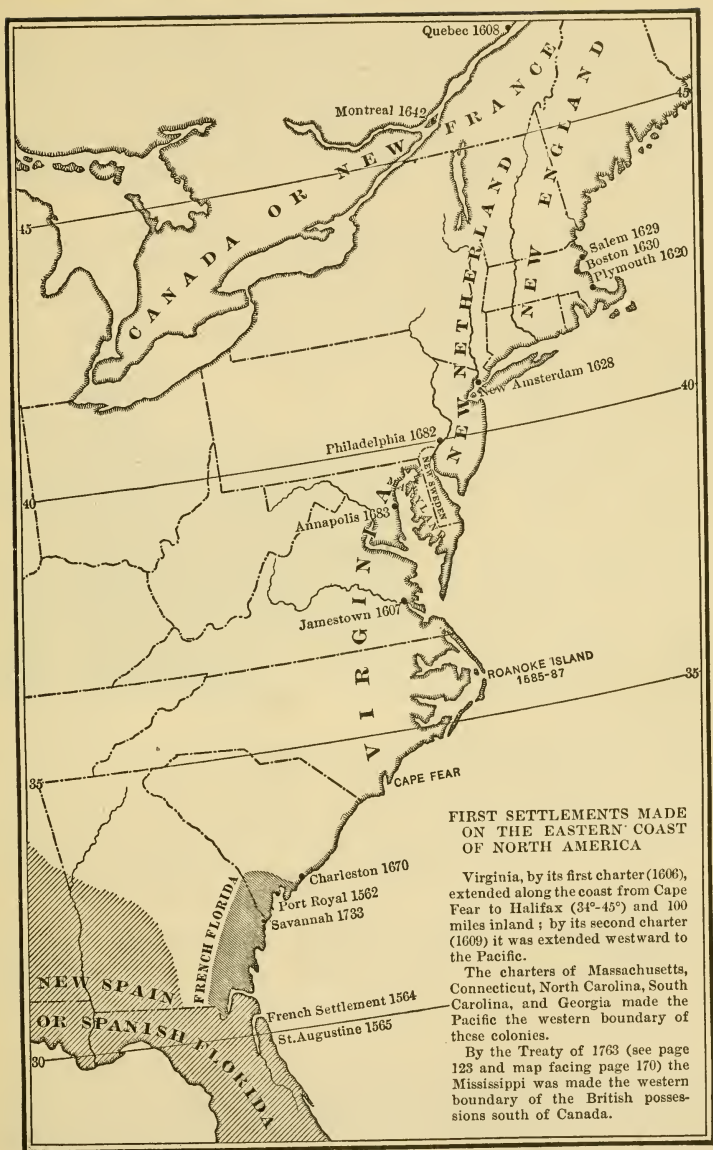 Quebec 1608
Montreal 1642
CANADA OR NEW FRANCE
NEW ENGLAND
NEW NETHERLAND
45
45
Salem 1629
Boston 1630
Plymouth 1620
New Amsterdam 1628
40
Philadelphia 1682
NEW SWEDEN
MARYLAND
40
Annapolis 1683
VIRGINIA
Jamestown 1607
ROANOKE ISLAND
1585-87
35
35
CAPE FEAR
FIRST SETTLEMENTS MADE
ON THE EASTERN COAST
OF NORTH AMERICA
Virginia, by its first charter (1606),
extended along the coast from Cape
Fear to Halifax (34°-45°) and 100
miles inland; by its second charter
(1609) it was extended westward to
the Pacific.
The charters of Massachusetts,
Connecticut, North Carolina, South
Carolina, and Georgia made the
Pacific the western boundary of
these colonies.
By the Treaty of 1763 (see page
123 and map facing page 170) the
Mississippi was made the western
boundary of the British posses-
sions south of Canada.
Charleston 1670
Port Royal 1562
Savannah 1733
FRENCH FLORIDA
NEW SPAIN
OR SPANISH FLORIDA
French Settlement 1564
St. Augustine 1565
30